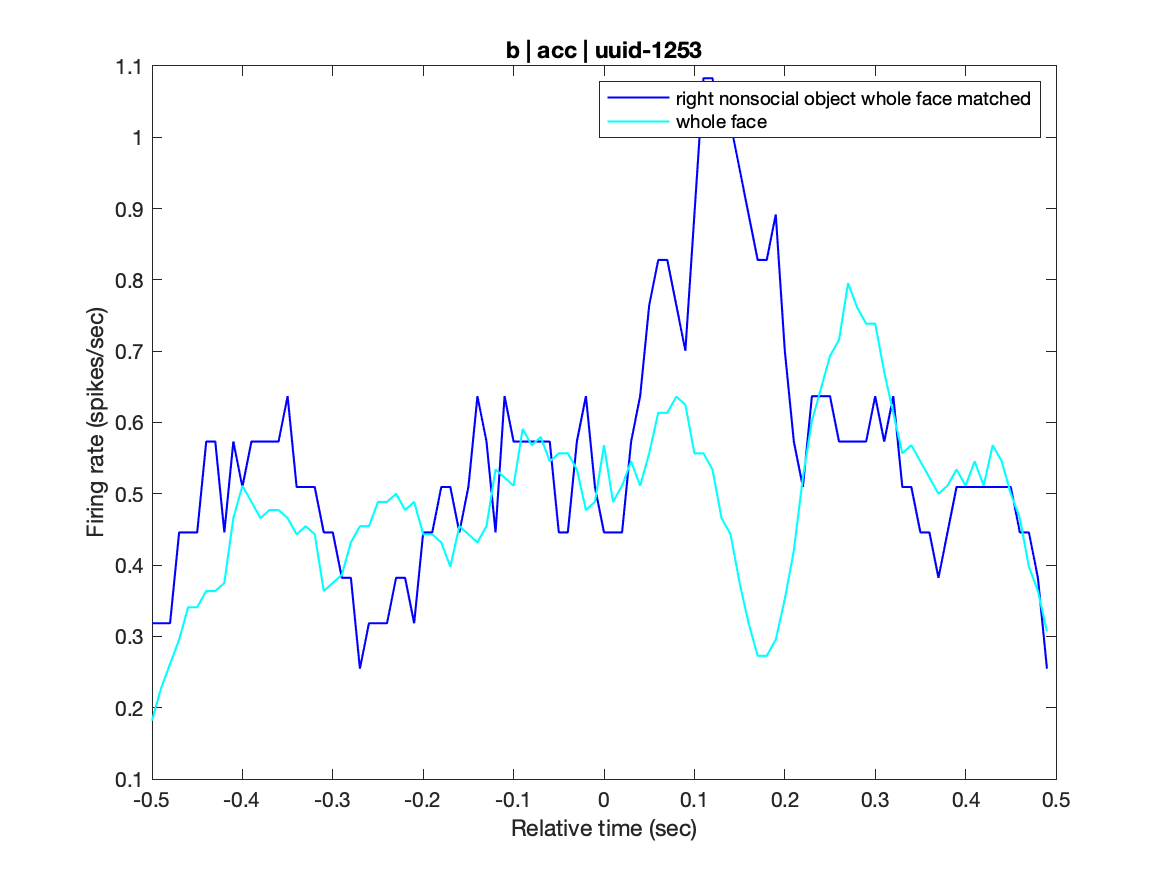 b | acc | uuid-1253
right nonsocial object whole face matched
whole face
Firing rate (spikes/sec)
1.1
1
0.9
0.8
0.7
0.6
0.5
0.4
0.3
0.2
0.1
-0.5 -0.4 -0.3 -0.2 -0.1 0 0.1 0.2 0.3 0.4 0.5
Relative time (sec)